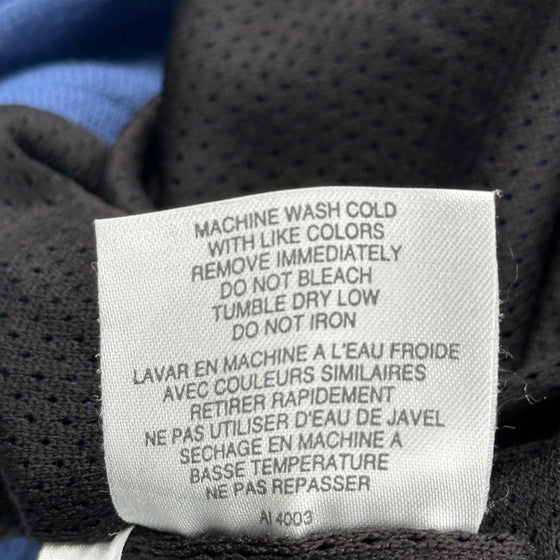 MACHINE WASH COLD
WITH LIKE COLORS
REMOVE IMMEDIATELY
DO NOT BLEACH
TUMBLE DRY LOW
DO NOT IRON
LAVAR EN MACHINE A L'EAU FROIDE
AVEC COULEURS SIMILAIRES
RETIRER RAPIDEMENT
NE PAS UTILISER D'EAU DE JAVEL
SECHAGE EN MACHINE A
BASSE TEMPERATURE
NE PAS REPASSER
AI 4003